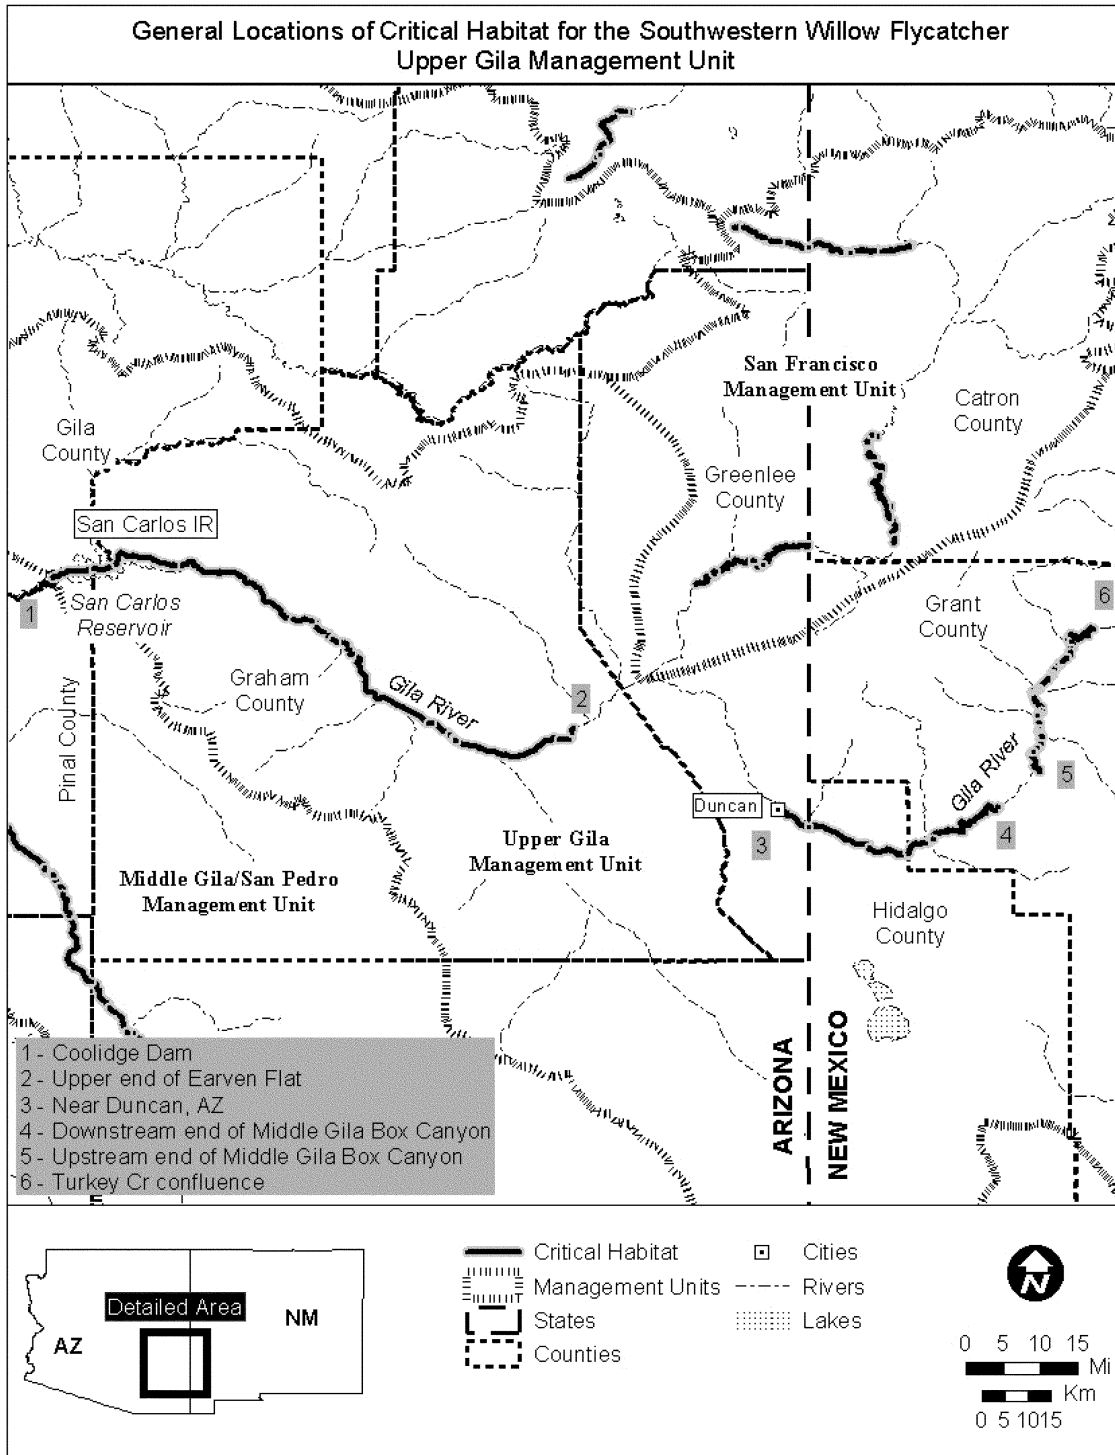 General Locations of Critical Habitat for the Southwestern Willow Flycatcher
Upper Gila Management Unit
San Francisco
Management Unit
Catron
County
Gila
County
Greenlee
County
San Carlos IR
1
San Carlos
Reservoir
6
Grant
County
Graham
County
Gila River
2
Pinal County
Gila River
5
Duncan
3
4
Upper Gila
Management Unit
Middle Gila/San Pedro
Management Unit
Hidalgo
County
ARIZONA
NEW MEXICO
1 - Coolidge Dam
2 - Upper end of Earven Flat
3 - Near Duncan, AZ
4 - Downstream end of Middle Gila Box Canyon
5 - Upstream end of Middle Gila Box Canyon
6 - Turkey Cr confluence
Detailed Area
AZ
NM
Critical Habitat
Management Units
States
Counties
Cities
Rivers
Lakes
N
0 5 10 15
Mi
Km
0 5 10 15